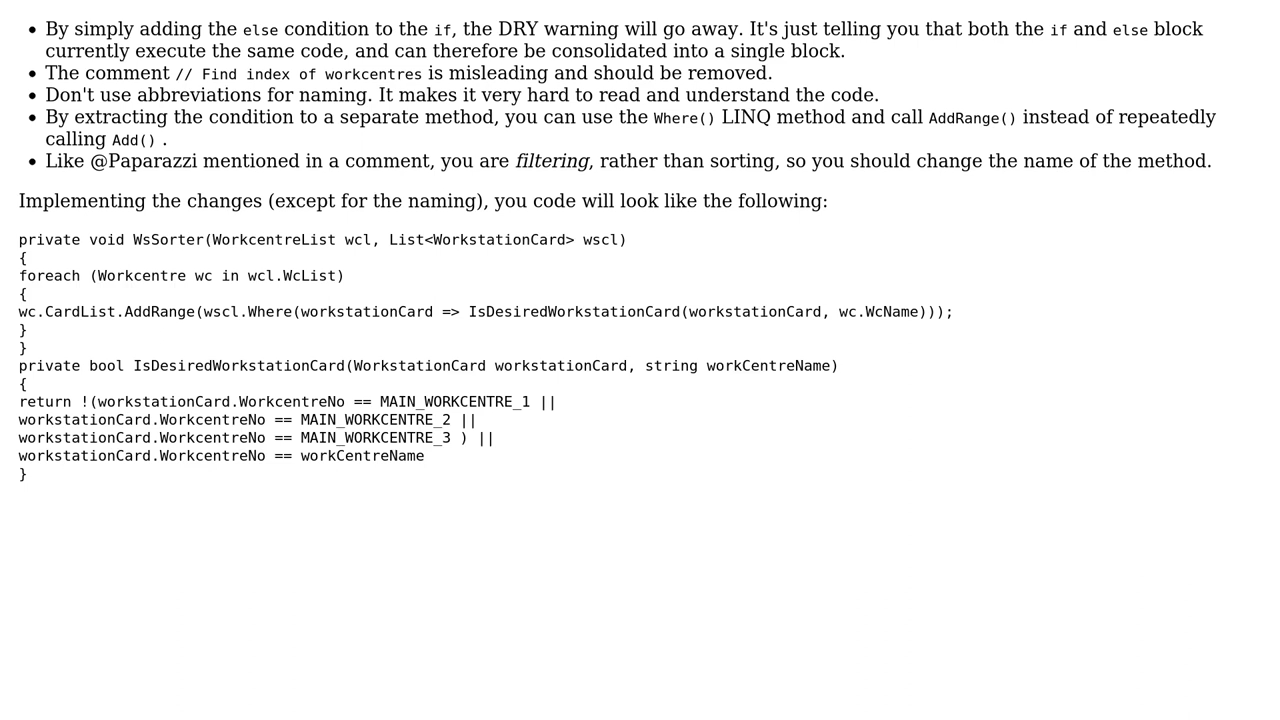 By simply adding the else condition to the if, the DRY warning will go away. It's just telling you that both the if and else block
currently execute the same code, and can therefore be consolidated into a single block.
The comment // Find index of workcentres is misleading and should be removed.
Don't use abbreviations for naming. It makes it very hard to read and understand the code.
By extracting the condition to a separate method, you can use the Where() LINQ method and call AddRange() instead of repeatedly
calling Add() .
Like @Paparazzi mentioned in a comment, you are filtering, rather than sorting, so you should change the name of the method.
Implementing the changes (except for the naming), you code will look like the following:
private void WsSorter(WorkcentreList wcl, List<WorkstationCard> wscl)
{
foreach (Workcentre wc in wcl.WcList)
{
wc.CardList.AddRange(wscl.Where(workstationCard => IsDesiredWorkstationCard(workstationCard, wc.WcName)));
}
}
private bool IsDesiredWorkstationCard(WorkstationCard workstationCard, string workCentreName)
{
return !(workstationCard.WorkcentreNo == MAIN_WORKCENTRE_1 ||
workstationCard.WorkcentreNo == MAIN_WORKCENTRE_2 ||
workstationCard.WorkcentreNo == MAIN_WORKCENTRE_3 ) ||
workstationCard.WorkcentreNo == workCentreName
}